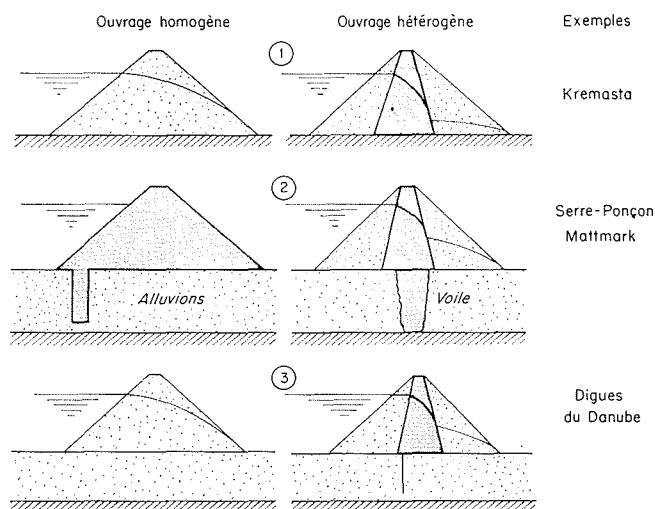 Ouvrage homogène
Ouvrage hétérogène
Exemples
1
Kremasta
2
Serre-Ponçon
Mattmark
Alluvions
Voile
3
Digues
du Danube